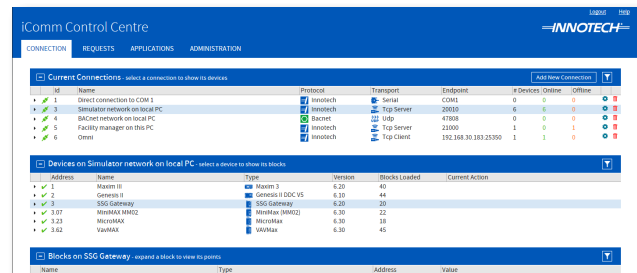 Logout Help
iComm Control Centre
INNOTECH
CONNECTION REQUESTS APPLICATIONS ADMINISTRATION
Current Connections - select a connection to show its devices Add New Connection
Id Name Protocol Transport Endpoint # Devices Online Offline
1 Direct connection to COM 1 Innotech Serial COM1 0 0 0
3 Simulator network on local PC Innotech Tcp Server 20010 6 6 0
4 BACnet network on local PC Bacnet Udp 47808 0 0 0
5 Facility manager on this PC Innotech Tcp Server 21000 1 0 1
6 Omni Innotech Tcp Client 192.168.30.183:25350 1 1 0
Devices on Simulator network on local PC - select a device to show its blocks
Address Name Type Version Blocks Loaded Current Action
1 Maxim III Maxim 3 6.20 40
2 Genesis II Genesis II DDC V5 6.10 44
3 SSG Gateway SSG Gateway 6.20 20
3.07 MiniMAX MM02 MiniMax (MM02) 6.30 22
3.23 MicroMAX MicroMax 6.30 18
3.62 VavMAX VAVMax 6.30 45
Blocks on SSG Gateway - expand a block to view its points
Name Type Address Value